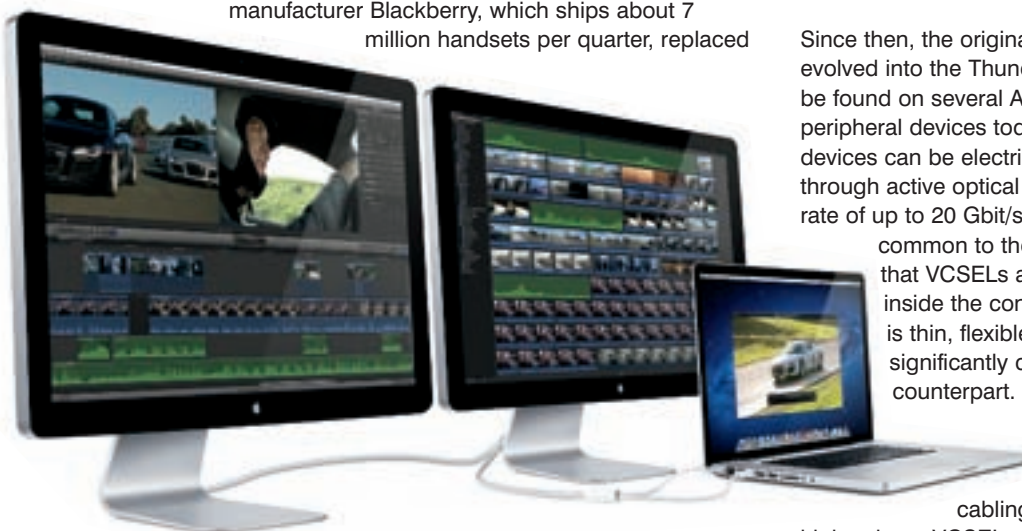 manufacturer Blackberry, which ships about 7
million handsets per quarter, replaced
Since then, the origina
evolved into the Thun
be found on several A
peripheral devices tod
devices can be electri
through active optical
rate of up to 20 Gbit/s
common to the
that VCSELs a
inside the con
is thin, flexible
significantly c
counterpart.
cabling